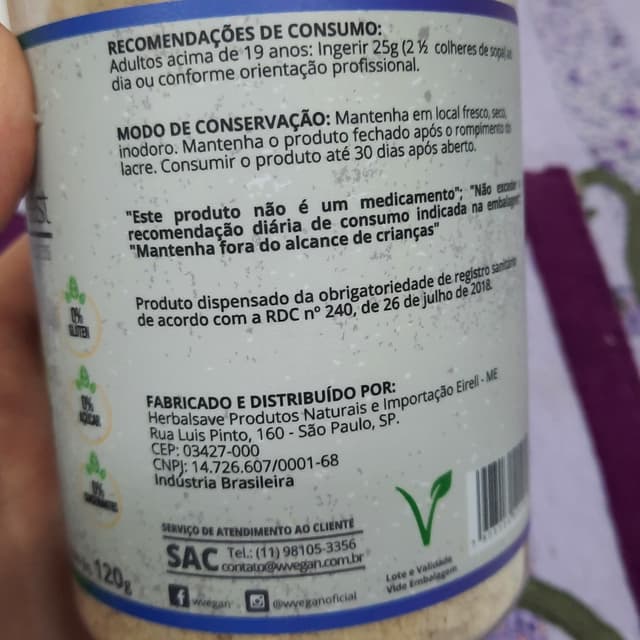 RECOMENDAÇÕES DE CONSUMO:
Adultos acima de 19 anos: Ingerir 25g (2 ½ colheres de sopa) ao
dia ou conforme orientação profissional.
MODO DE CONSERVAÇÃO: Mantenha em local fresco, seco,
inodoro. Mantenha o produto fechado após o rompimento do
lacre. Consumir o produto até 30 dias após aberto.
"Este produto não é um medicamento"; "Não exceder a
recomendação diária de consumo indicada na embalagem"
"Mantenha fora do alcance de crianças"
Produto dispensado da obrigatoriedade de registro sanitário
de acordo com a RDC nº 240, de 26 de julho de 2018.
0%
GLÚTEN
0%
AÇÚCAR
0%
FABRICADO E DISTRIBUÍDO POR:
Herbalsave Produtos Naturais e Importação Eireli - ME
Rua Luis Pinto, 160 - São Paulo, SP.
CEP: 03427-000
CNPJ: 14.726.607/0001-68
Indústria Brasileira
SERVIÇO DE ATENDIMENTO AO CLIENTE
SAC Tel.: (11) 98105-3356
contato@wvegan.com.br
wvegan @wveganoficial
Lote e Validade
Vide Embalagem
120g